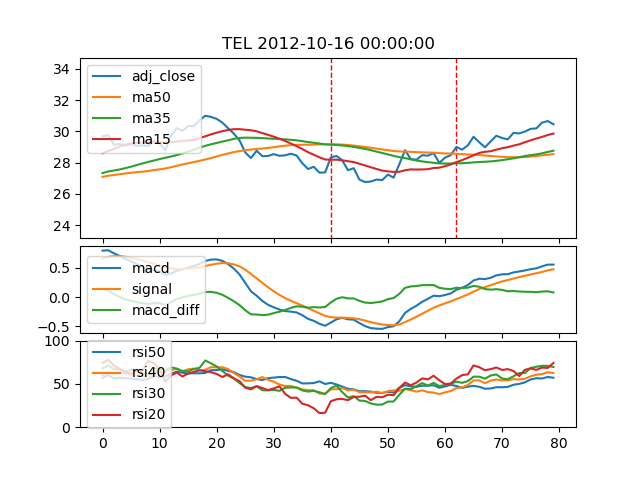 TEL 2012-10-16 00:00:00
34
32
30
28
26
24
adj_close
ma50
ma35
ma15
0.5
0.0
−0.5
macd
signal
macd_diff
100
50
0
rsi50
rsi40
rsi30
rsi20
0 10 20 30 40 50 60 70 80